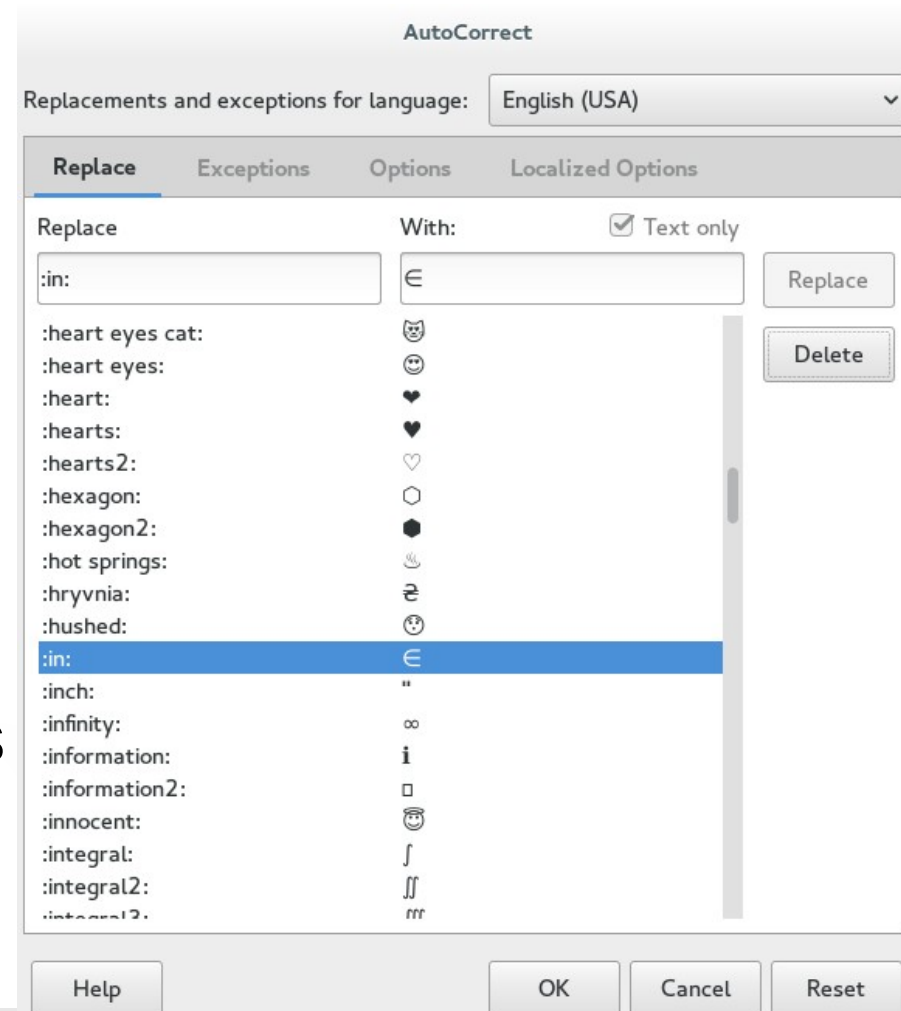 AutoCorrect
Replacements and exceptions for language: English (USA)
Replace Exceptions Options Localized Options
Replace With: Text only
:in: ∈ Replace
Delete
:heart eyes cat: 😻
:heart eyes: 😍
:heart: ❤
:hearts: ♥
:hearts2: ♡
:hexagon: ⬡
:hexagon2: ⬢
:hot springs: ♨
:hryvnia: ₴
:hushed: 😯
:in: ∈
:inch: "
:infinity: ∞
:information: ℹ
:information2: □
:innocent: 😇
:integral: ∫
:integral2: ∬
:integral3: ∭
Help OK Cancel Reset